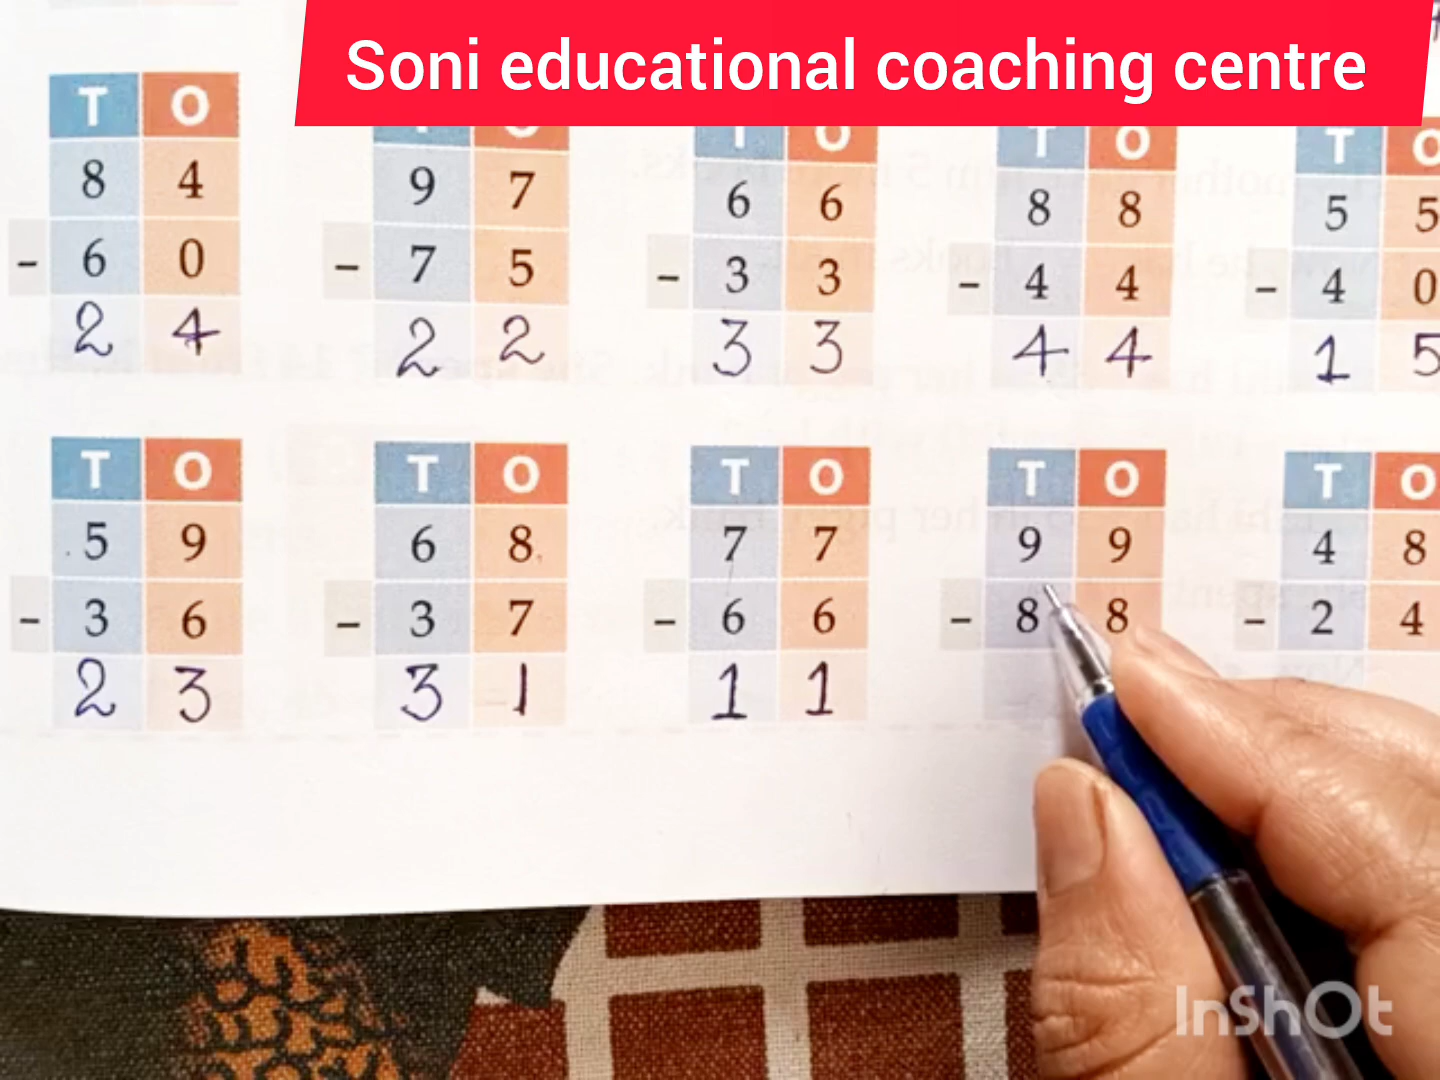 Soni educational coaching centre
T O T O T O T O T O
8 4 9 7 6 6 8 8 5 5
- 6 0 - 7 5 - 3 3 - 4 4 - 4 0
2 4 2 2 3 3 4 4 1 5
T O T O T O T O T O
5 9 6 8 7 7 9 9 4 8
- 3 6 - 3 7 - 6 6 - 8 8 - 2 4
2 3 3 1 1 1
InShOt